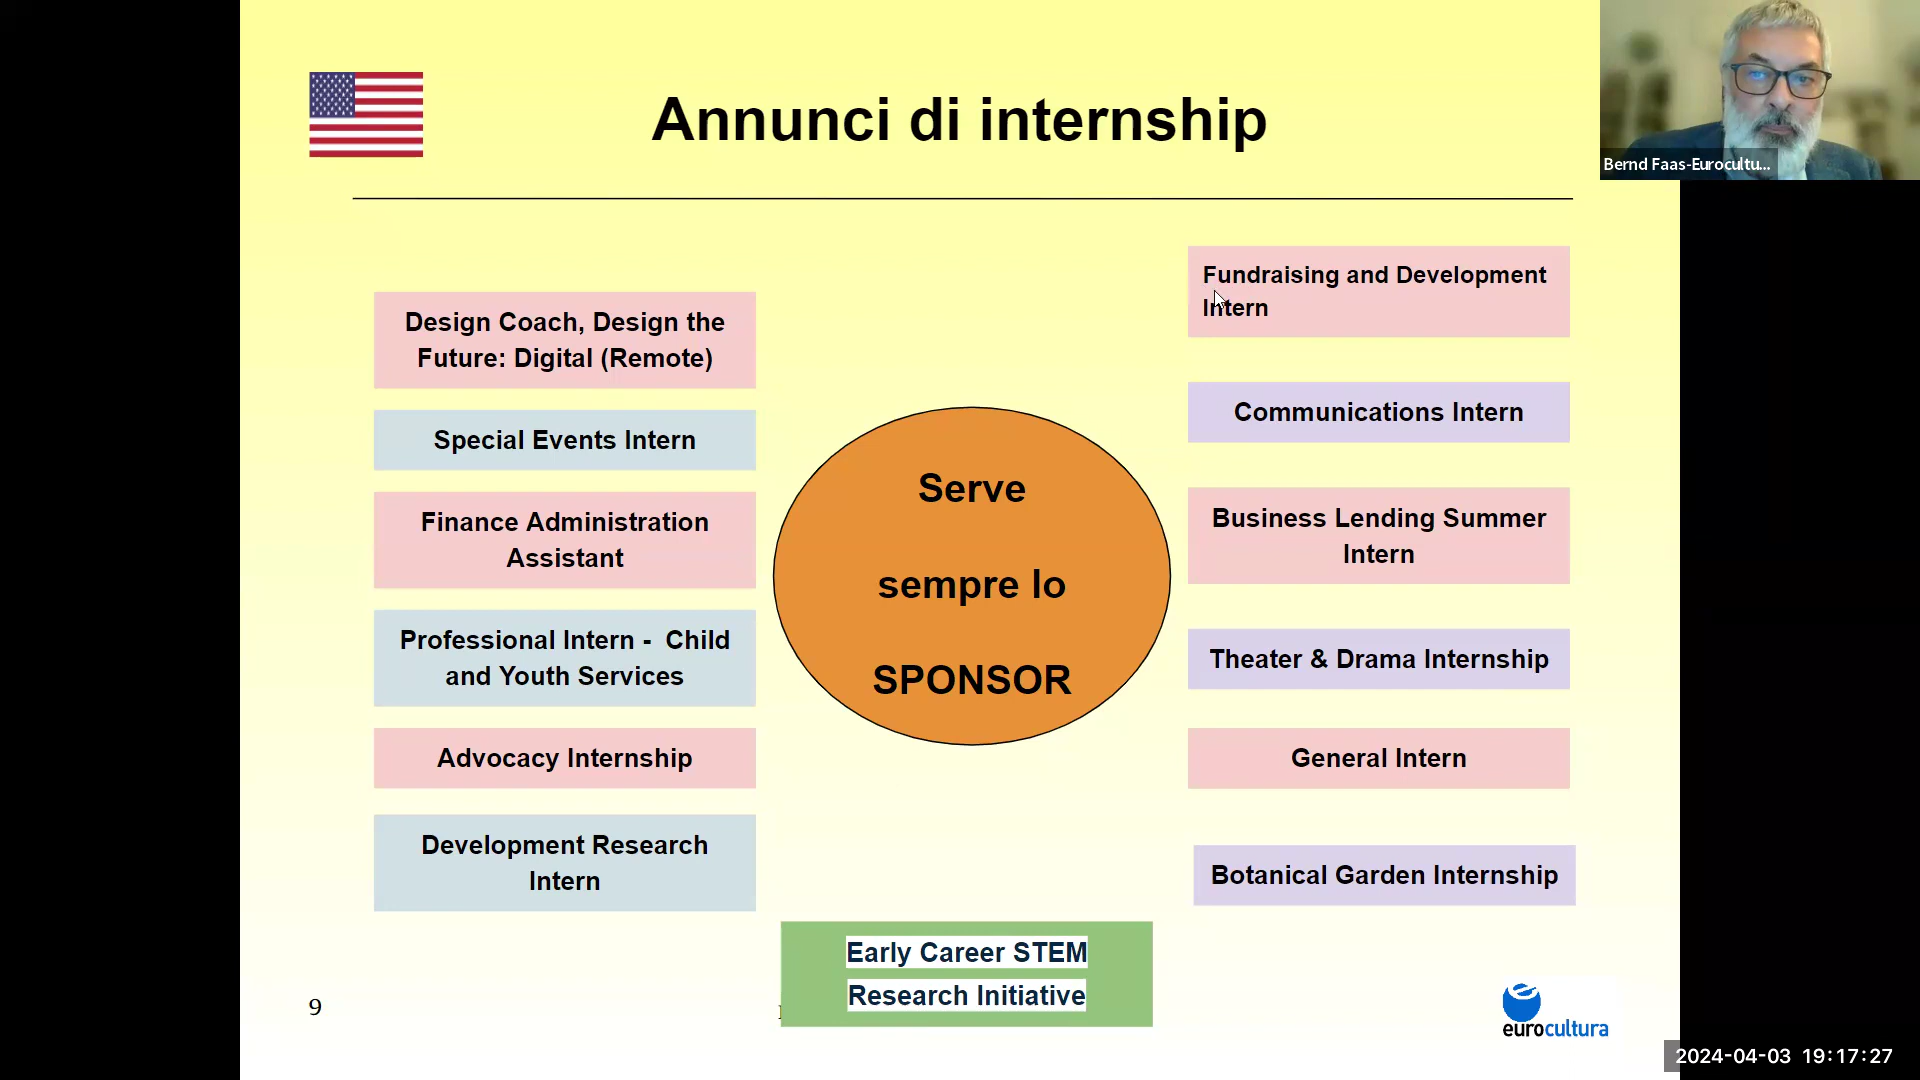 Annunci di internship
Bernd Faas-Eurocultu...
Design Coach, Design the
Future: Digital (Remote)
Special Events Intern
Finance Administration
Assistant
Professional Intern -  Child
and Youth Services
Advocacy Internship
Development Research
Intern
Serve
sempre lo
SPONSOR
Fundraising and Development
Intern
Communications Intern
Business Lending Summer
Intern
Theater & Drama Internship
General Intern
Botanical Garden Internship
Early Career STEM
Research Initiative
9
eurocultura
2024-04-03 19:17:27